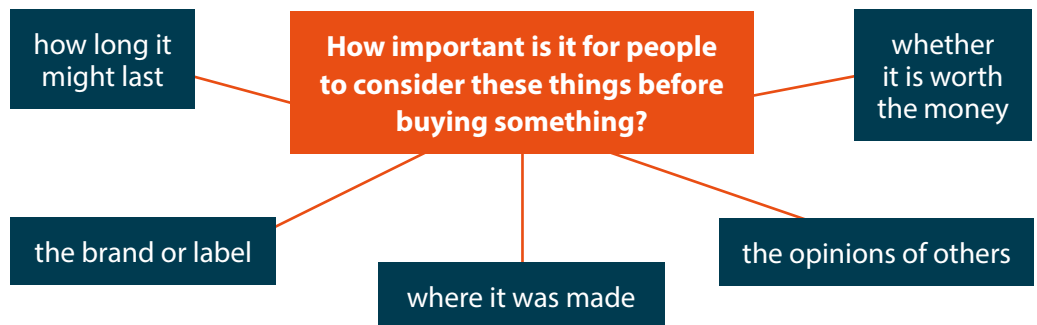 how long it
might last
How important is it for people
to consider these things before
buying something?
whether
it is worth
the money
the brand or label
where it was made
the opinions of others